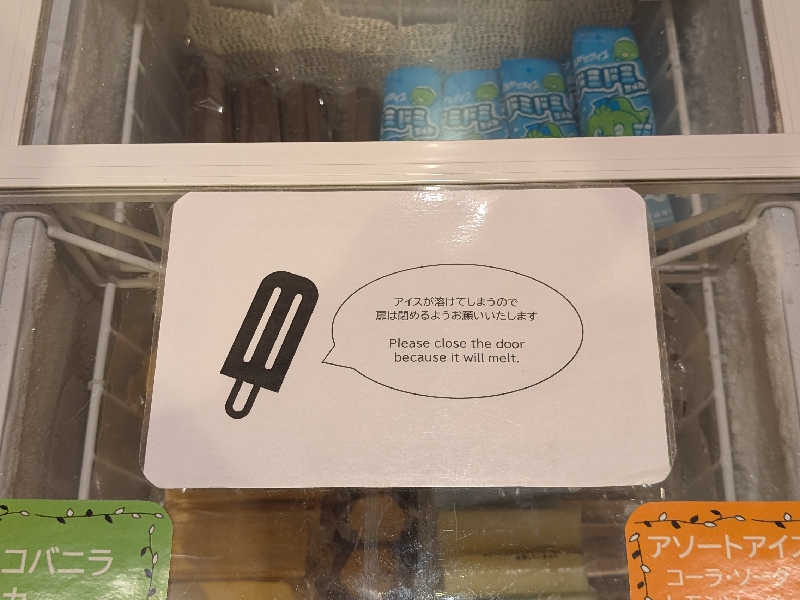 アイスが溶けてしまうので
扉は閉めるようお願いいたします
Please close the door
because it will melt.
コバニラ
アソートアイス
コーラ・ソーダ